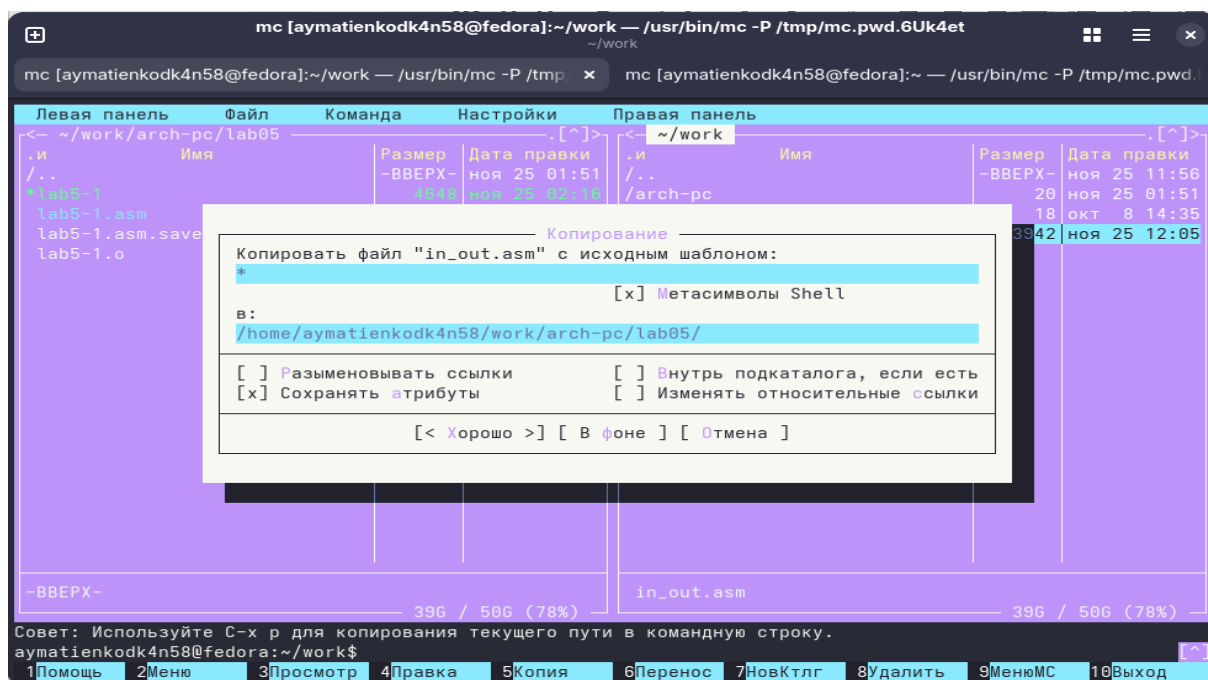 mc [aymatienkodk4n58@fedora]:~/work — /usr/bin/mc -P /tmp/mc.pwd.6Uk4et
~/work
mc [aymatienkodk4n58@fedora]:~/work — /usr/bin/mc -P /tmp/ × mc [aymatienkodk4n58@fedora]:~ — /usr/bin/mc -P /tmp/mc.pwd.
Левая панель Файл Команда Настройки Правая панель
<— ~/work/arch-pc/lab05 .[^]> <— ~/work .[^]>
.и Имя Размер Дата правки .и Имя Размер Дата правки
/.. -ВВЕРХ- ноя 25 01:51 /.. -ВВЕРХ- ноя 25 11:56
*lab5-1 4648 ноя 25 02:16 /arch-pc 20 ноя 25 01:51
lab5-1.asm 18 окт 8 14:35
lab5-1.asm.save Копирование 3942 ноя 25 12:05
lab5-1.o Копировать файл "in_out.asm" с исходным шаблоном:
*
[x] Метасимволы Shell
в:
/home/aymatienkodk4n58/work/arch-pc/lab05/
[ ] Разыменовывать ссылки [ ] Внутрь подкаталога, если есть
[x] Сохранять атрибуты [ ] Изменять относительные ссылки
[< Хорошо >] [ В фоне ] [ Отмена ]
-ВВЕРХ- in_out.asm
39G / 50G (78%) 39G / 50G (78%)
Совет: Используйте C-x p для копирования текущего пути в командную строку.
aymatienkodk4n58@fedora:~/work$ [^]
1Помощь 2Меню 3Просмотр 4Правка 5Копия 6Перенос 7НовКтлг 8Удалить 9МенюМС 10Выход